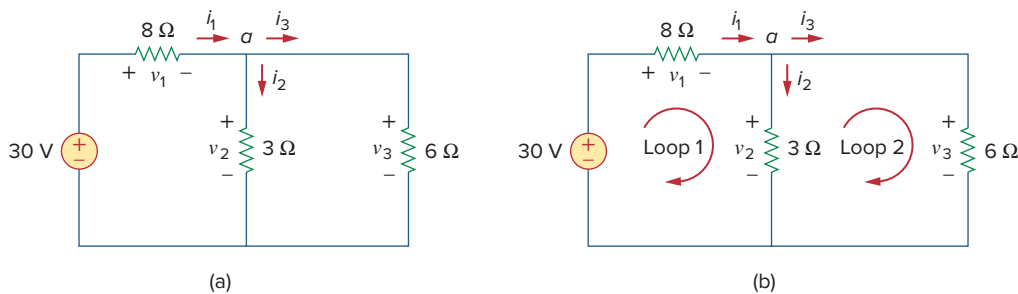 8 Ω i₁ a i₃
+ v₁ −
i₂
30 V + − + v₂ − 3 Ω + v₃ − 6 Ω
(a)
8 Ω i₁ a i₃
+ v₁ −
i₂
30 V + − Loop 1 + v₂ − 3 Ω Loop 2 + v₃ − 6 Ω
(b)